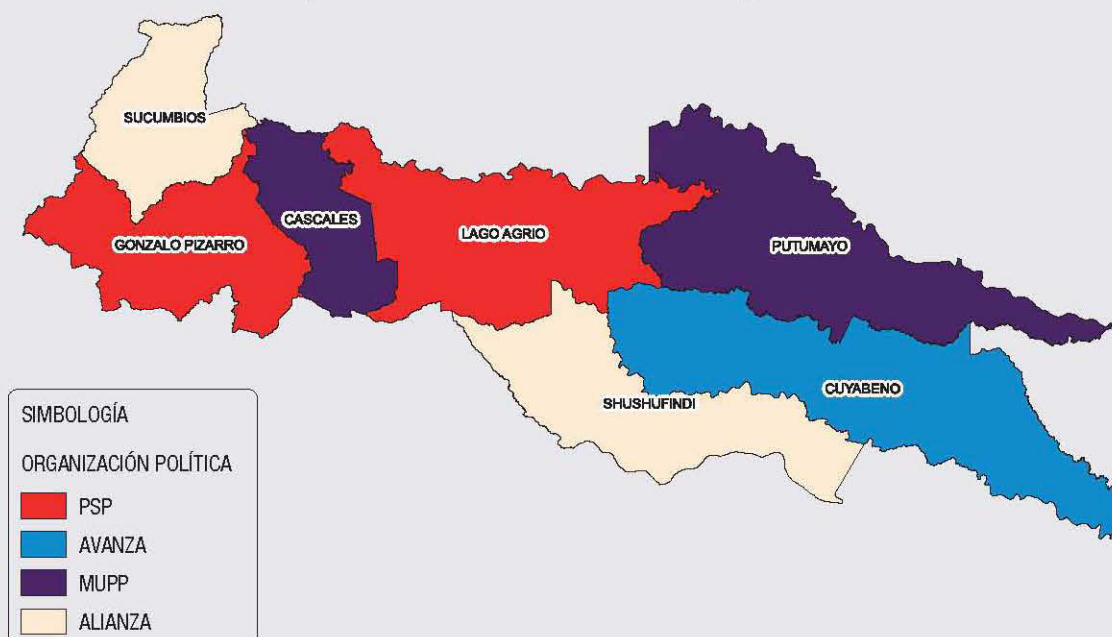 SUCUMBIOS
CASCALES
GONZALO PIZARRO
LAGO AGRIO
PUTUMAYO
SHUSHUFINDI
CUYABENO
SIMBOLOGÍA
ORGANIZACIÓN POLÍTICA
PSP
AVANZA
MUPP
ALIANZA